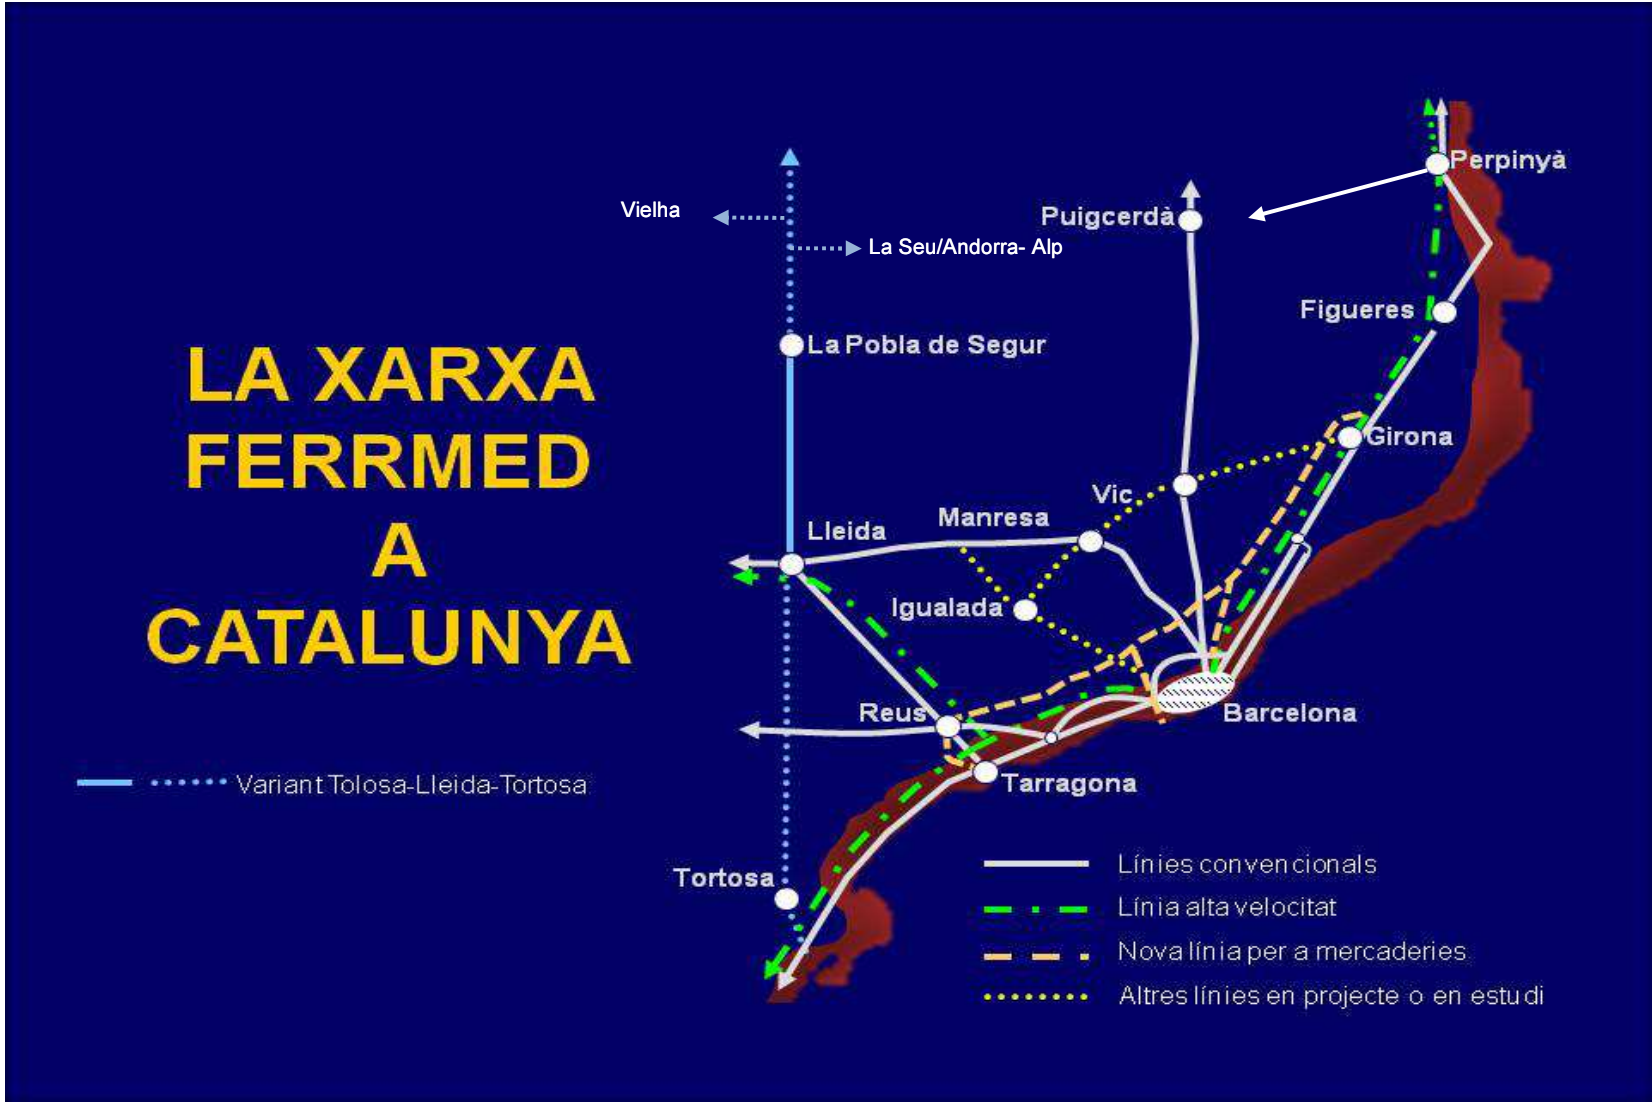 LA XARXA
FERRMED
A
CATALUNYA
Variant Tolosa-Lleida-Tortosa
Perpinyà
Vielha
Puigcerdà
La Seu/Andorra- Alp
Figueres
La Pobla de Segur
Girona
Vic
Manresa
Lleida
Igualada
Reus
Barcelona
Tarragona
Tortosa
Línies convencionals
Línia alta velocitat
Nova línia per a mercaderies
Altres línies en projecte o en estudi